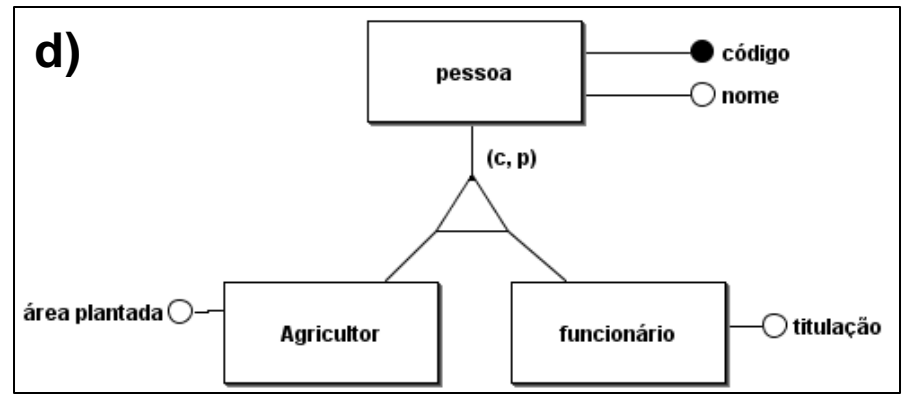 d)
pessoa
código
nome
(c, p)
área plantada
Agricultor
funcionário
titulação